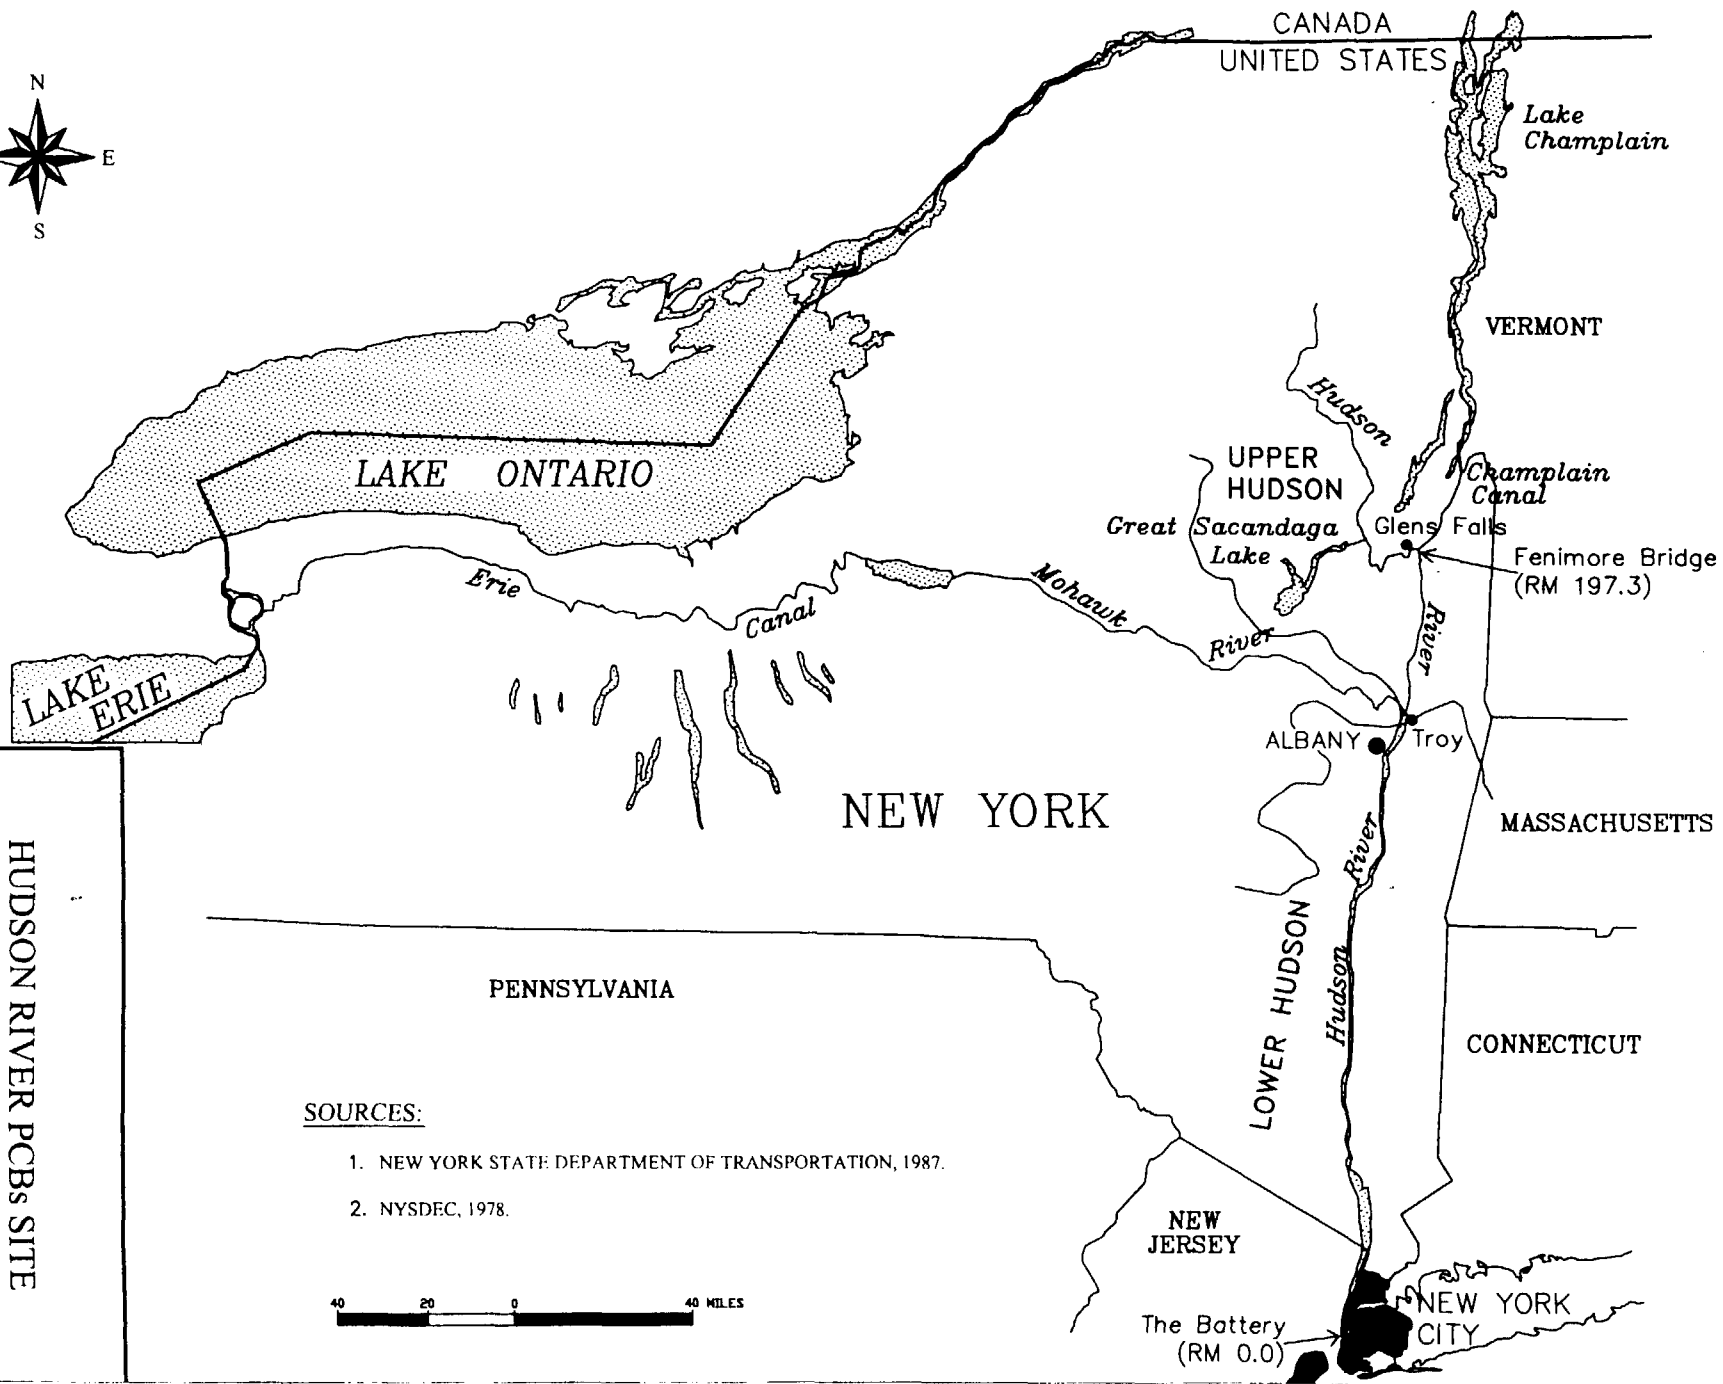 CANADA
UNITED STATES
N
E
S
Lake
Champlain
VERMONT
Hudson
UPPER
HUDSON
LAKE ONTARIO
Champlain
Canal
Great Sacandaga
Lake
Glens Falls
Fenimore Bridge
(RM 197.3)
Erie
Canal
Mohawk
River
River
LAKE
ERIE
ALBANY
Troy
NEW YORK
MASSACHUSETTS
River
Hudson
LOWER HUDSON
HUDSON RIVER PCBs SITE
PENNSYLVANIA
CONNECTICUT
SOURCES:
1. NEW YORK STATE DEPARTMENT OF TRANSPORTATION, 1987.
2. NYSDEC, 1978.
NEW
JERSEY
40 20 0 40 MILES
NEW YORK
CITY
The Battery
(RM 0.0)